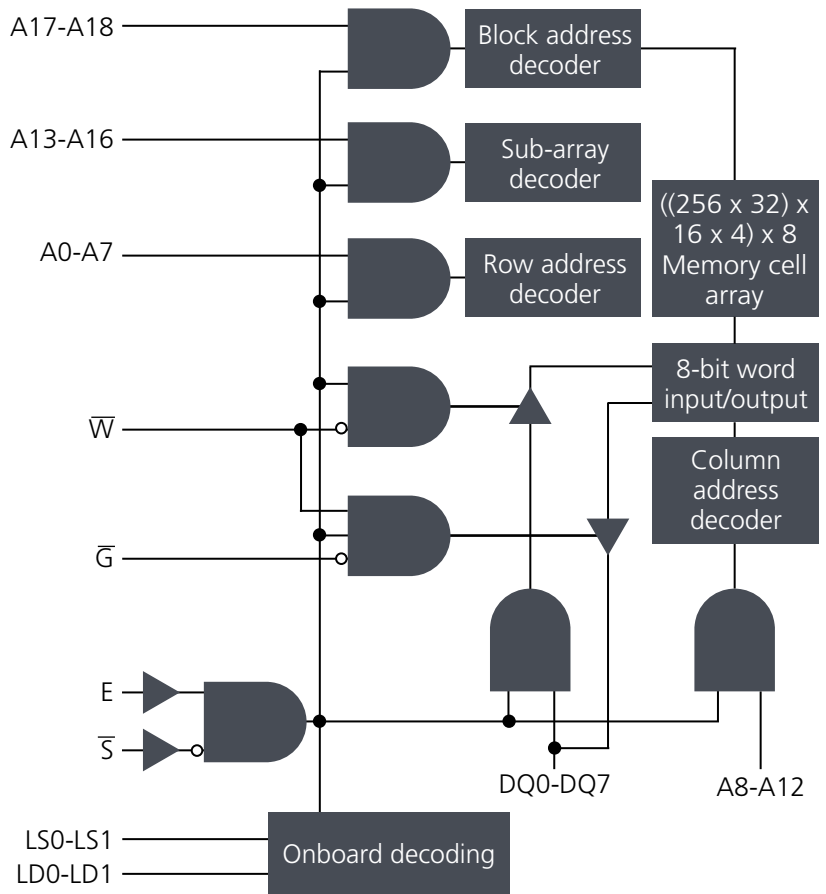 A17-A18
Block address
decoder
A13-A16
Sub-array
decoder
((256 x 32) x
16 x 4) x 8
Memory cell
array
A0-A7
Row address
decoder
8-bit word
input/output
W̅
Column
address
decoder
G̅
E
S̅
DQ0-DQ7
A8-A12
LS0-LS1
LD0-LD1
Onboard decoding